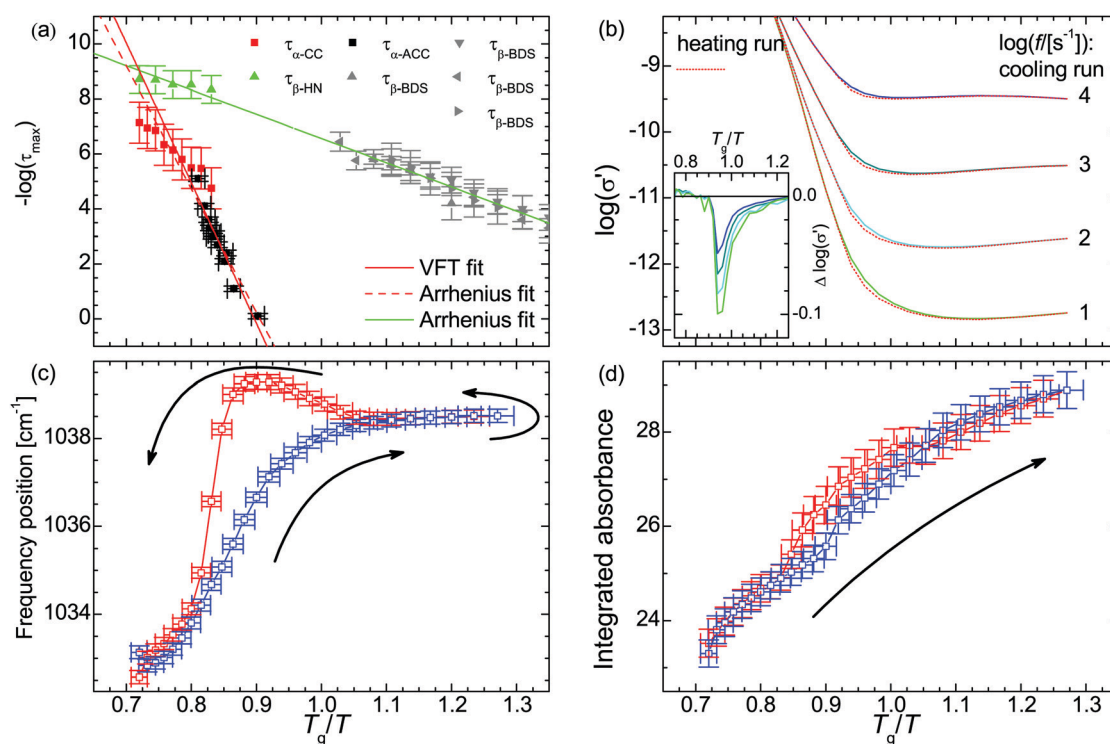 (a)
τα-CC
τα-ACC
τβ-BDS
τβ-HN
τβ-BDS
τβ-BDS
τβ-BDS
-log(τmax)
10
8
6
4
2
0
VFT fit
Arrhenius fit
Arrhenius fit
(b)
heating run
log(f/[s⁻¹]):
cooling run
4
3
2
1
log(σ')
-9
-10
-11
-12
-13
Tg/T
0.8 1.0 1.2
0.0
-0.1
Δ log(σ')
(c)
Frequency position [cm⁻¹]
1038
1036
1034
0.7 0.8 0.9 1.0 1.1 1.2 1.3
Tg/T
(d)
Integrated absorbance
28
26
24
0.7 0.8 0.9 1.0 1.1 1.2 1.3
Tg/T